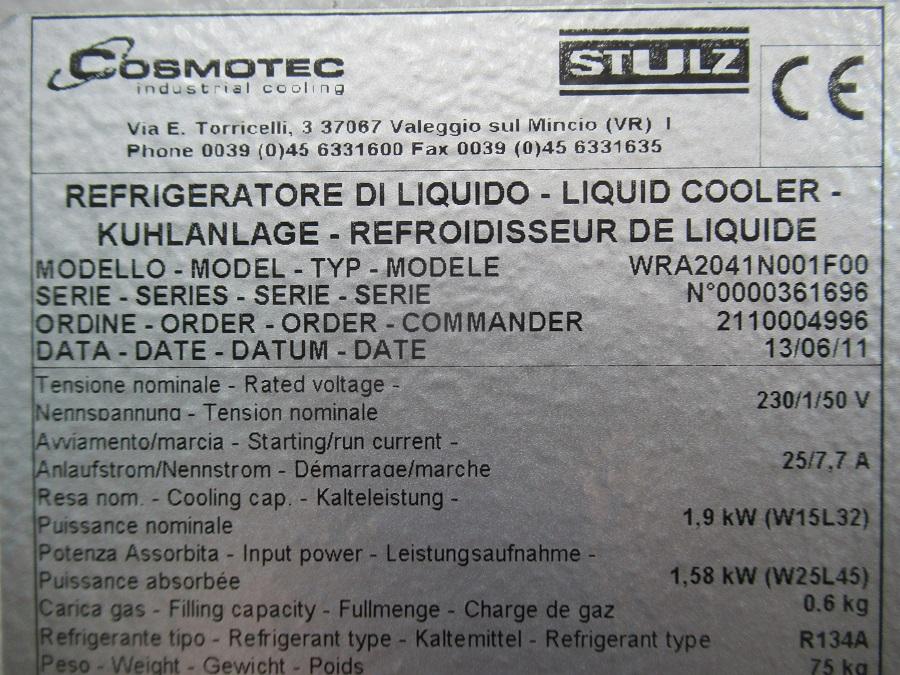 COSMOTEC
industrial cooling
STULZ
CE
Via E. Torricelli, 3 37067 Valeggio sul Mincio (VR) I
Phone 0039 (0)45 6331600 Fax 0039 (0)45 6331635
REFRIGERATORE DI LIQUIDO - LIQUID COOLER -
KUHLANLAGE - REFROIDISSEUR DE LIQUIDE
MODELLO - MODEL - TYP - MODELE WRA2041N001F00
SERIE - SERIES - SERIE - SERIE N°0000361696
ORDINE - ORDER - ORDER - COMMANDER 2110004996
DATA - DATE - DATUM - DATE 13/06/11
Tensione nominale - Rated voltage -
Nennspannung - Tension nominale 230/1/50 V
Avviamento/marcia - Starting/run current -
Anlaufstrom/Nennstrom - Démarrage/marche 25/7,7 A
Resa nom. - Cooling cap. - Kalteleistung -
Puissance nominale 1,9 kW (W15L32)
Potenza Assorbita - Input power - Leistungsaufnahme -
Puissance absorbée 1,58 kW (W25L45)
Carica gas - Filling capacity - Fullmenge - Charge de gaz 0.6 kg
Refrigerante tipo - Refrigerant type - Kaltemittel - Refrigerant type R134A
Peso - Weight - Gewicht - Poids 75 kg